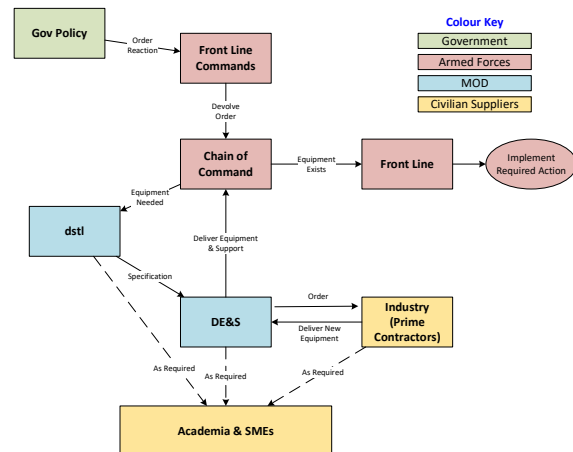 Gov Policy
Order
Reaction
Front Line
Commands
Colour Key
Government
Armed Forces
MOD
Civilian Suppliers
Devolve
Order
Chain of
Command
Equipment
Exists
Front Line
Implement
Required Action
Equipment
Needed
dstl
Deliver Equipment
& Support
Specification
DE&S
Order
Deliver New
Equipment
Industry
(Prime
Contractors)
As Required
As Required
As Required
Academia & SMEs